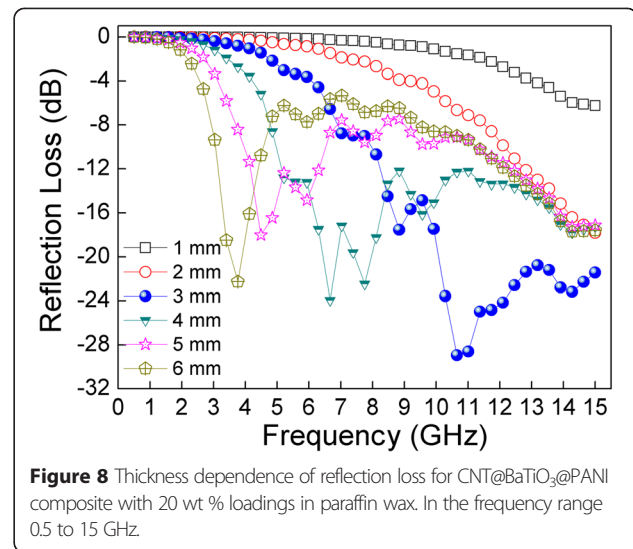 0
-4
-8
-12
-16
-20
-24
-28
-32
Reflection Loss (dB)
1 mm
2 mm
3 mm
4 mm
5 mm
6 mm
0 1 2 3 4 5 6 7 8 9 10 11 12 13 14 15
Frequency (GHz)
Figure 8 Thickness dependence of reflection loss for CNT@BaTiO₃@PANI
composite with 20 wt % loadings in paraffin wax. In the frequency range
0.5 to 15 GHz.